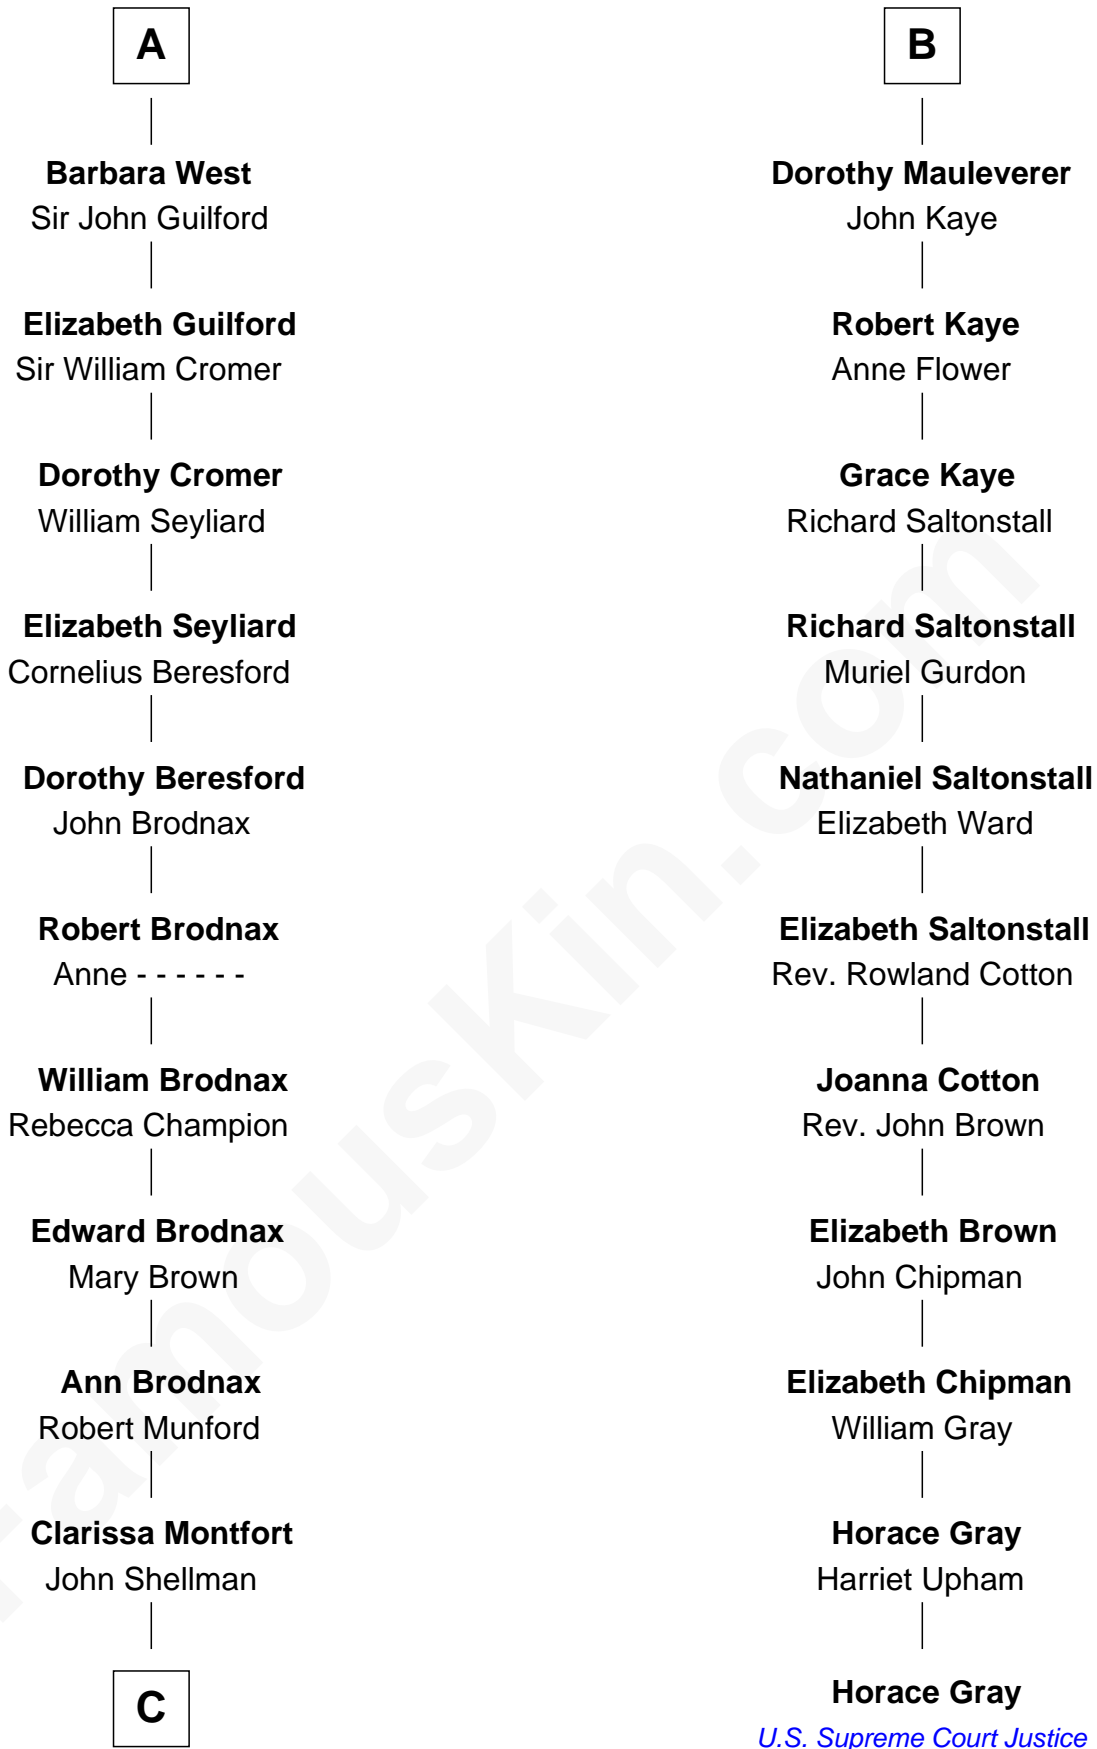 A
Barbara West
Sir John Guilford
Elizabeth Guilford
Sir William Cromer
Dorothy Cromer
William Seyliard
Elizabeth Seyliard
Cornelius Beresford
Dorothy Beresford
John Brodnax
Robert Brodnax
Anne - - - - - -
William Brodnax
Rebecca Champion
Edward Brodnax
Mary Brown
Ann Brodnax
Robert Munford
Clarissa Montfort
John Shellman
C
B
Dorothy Mauleverer
John Kaye
Robert Kaye
Anne Flower
Grace Kaye
Richard Saltonstall
Richard Saltonstall
Muriel Gurdon
Nathaniel Saltonstall
Elizabeth Ward
Elizabeth Saltonstall
Rev. Rowland Cotton
Joanna Cotton
Rev. John Brown
Elizabeth Brown
John Chipman
Elizabeth Chipman
William Gray
Horace Gray
Harriet Upham
Horace Gray
U.S. Supreme Court Justice
FamousKin.com